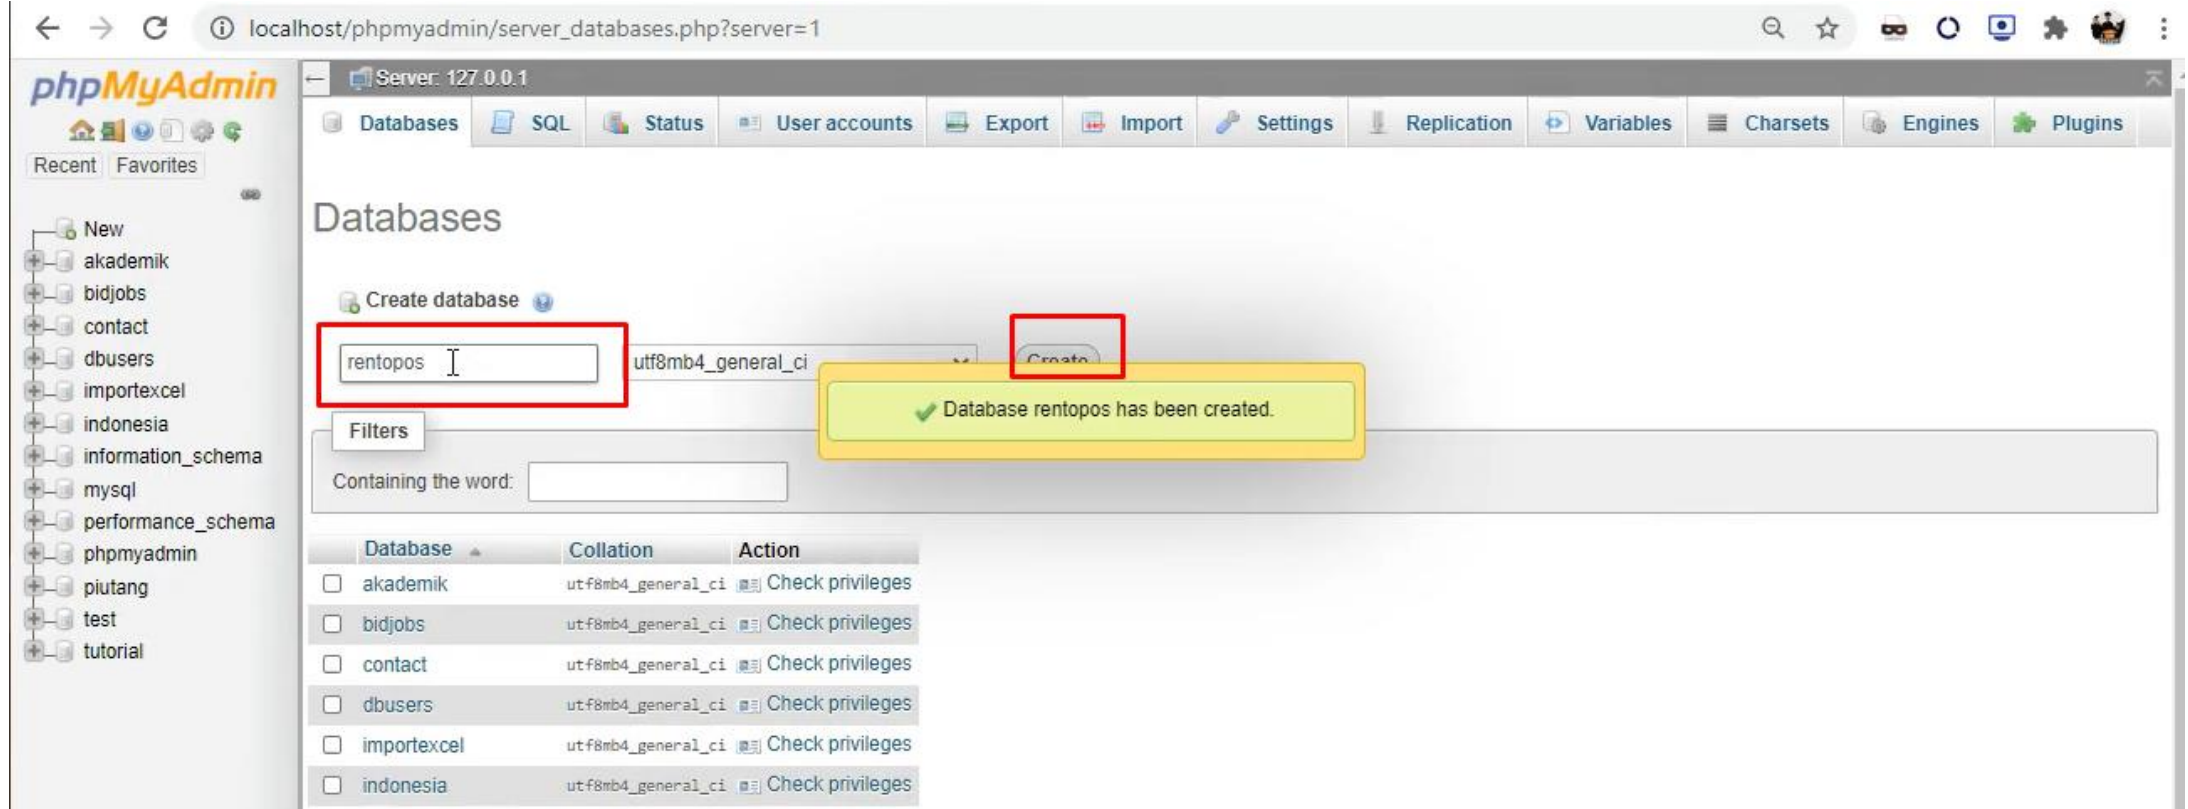 localhost/phpmyadmin/server_databases.php?server=1
phpMyAdmin
Recent Favorites
New
akademik
bidjobs
contact
dbusers
importexcel
indonesia
information_schema
mysql
performance_schema
phpmyadmin
piutang
test
tutorial
Server: 127.0.0.1
Databases SQL Status User accounts Export Import Settings Replication Variables Charsets Engines Plugins
Databases
Create database
rentopos utf8mb4_general_ci Create
Database rentopos has been created.
Filters
Containing the word:
Database Collation Action
akademik utf8mb4_general_ci Check privileges
bidjobs utf8mb4_general_ci Check privileges
contact utf8mb4_general_ci Check privileges
dbusers utf8mb4_general_ci Check privileges
importexcel utf8mb4_general_ci Check privileges
indonesia utf8mb4_general_ci Check privileges